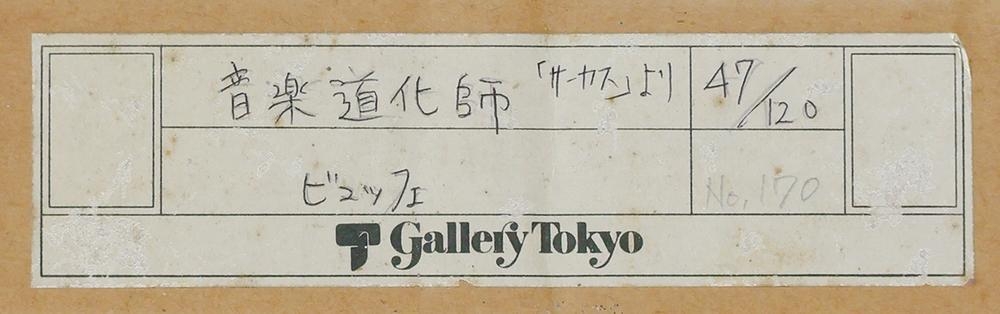 音楽道化師 「サーカス」より 47/120
ビュッフェ No,170
Gallery Tokyo